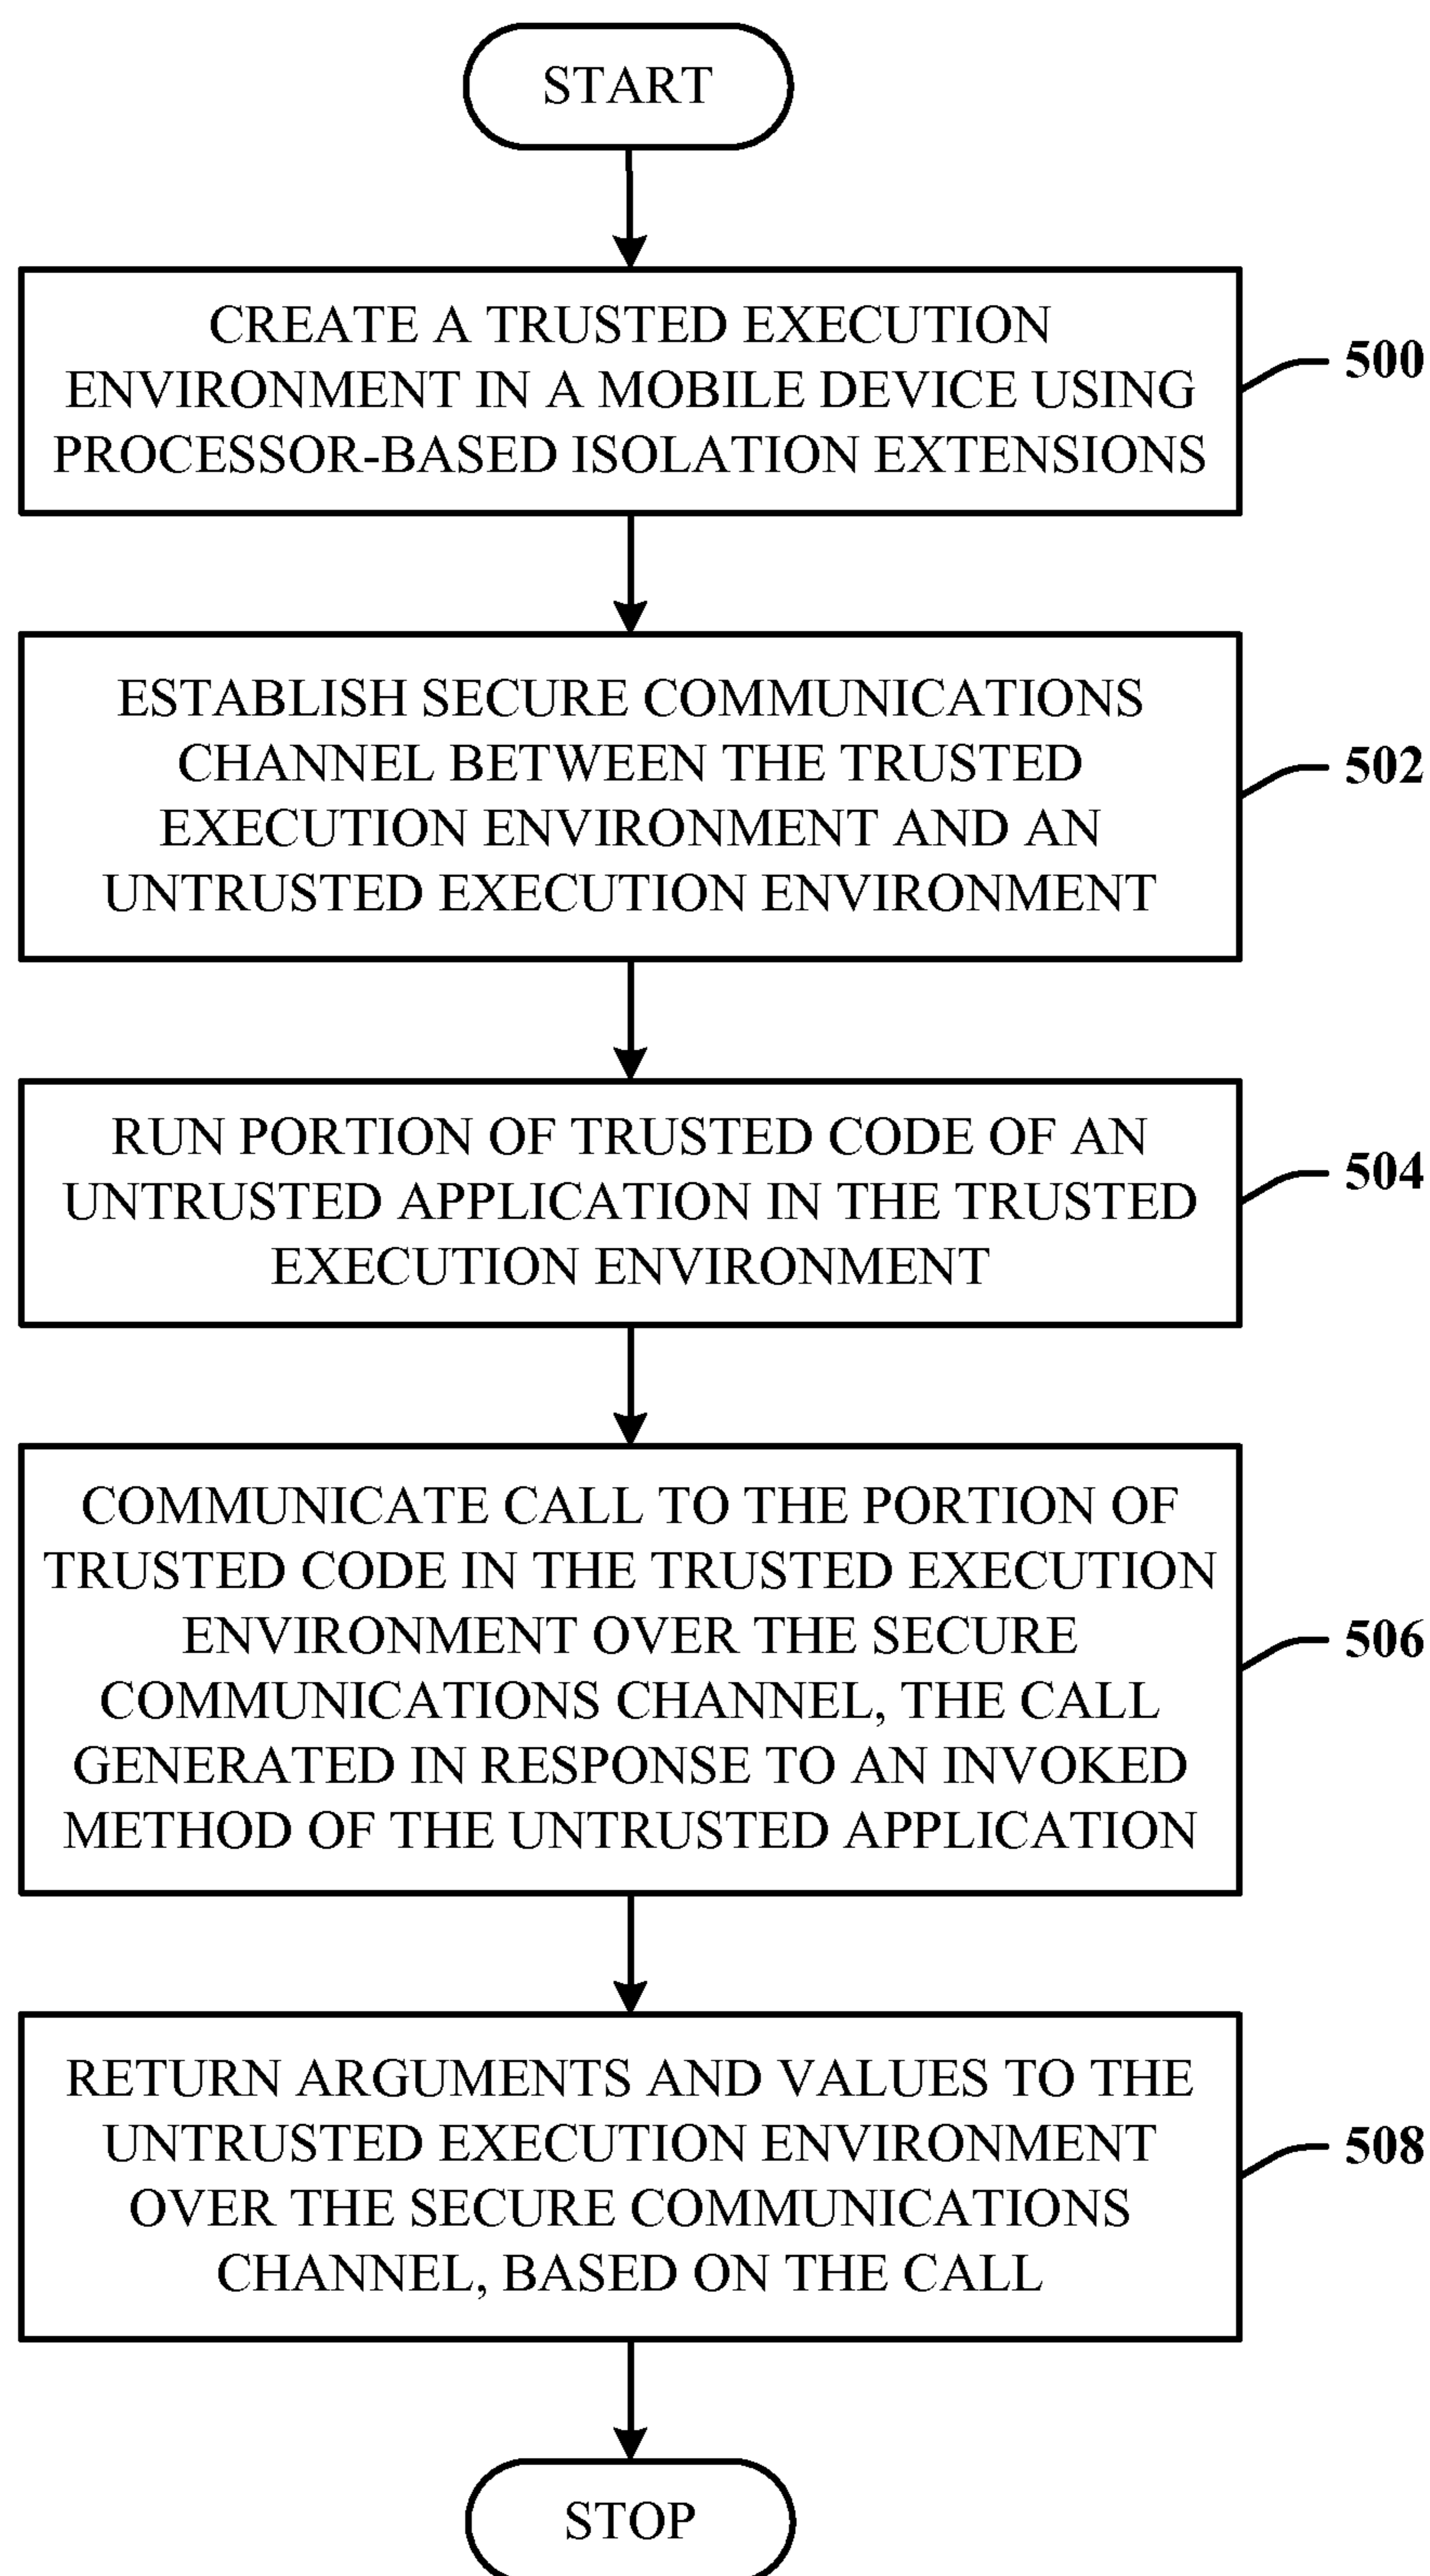 START
CREATE A TRUSTED EXECUTION
ENVIRONMENT IN A MOBILE DEVICE USING
PROCESSOR-BASED ISOLATION EXTENSIONS
500
ESTABLISH SECURE COMMUNICATIONS
CHANNEL BETWEEN THE TRUSTED
EXECUTION ENVIRONMENT AND AN
UNTRUSTED EXECUTION ENVIRONMENT
502
RUN PORTION OF TRUSTED CODE OF AN
UNTRUSTED APPLICATION IN THE TRUSTED
EXECUTION ENVIRONMENT
504
COMMUNICATE CALL TO THE PORTION OF
TRUSTED CODE IN THE TRUSTED EXECUTION
ENVIRONMENT OVER THE SECURE
COMMUNICATIONS CHANNEL, THE CALL
GENERATED IN RESPONSE TO AN INVOKED
METHOD OF THE UNTRUSTED APPLICATION
506
RETURN ARGUMENTS AND VALUES TO THE
UNTRUSTED EXECUTION ENVIRONMENT
OVER THE SECURE COMMUNICATIONS
CHANNEL, BASED ON THE CALL
508
STOP